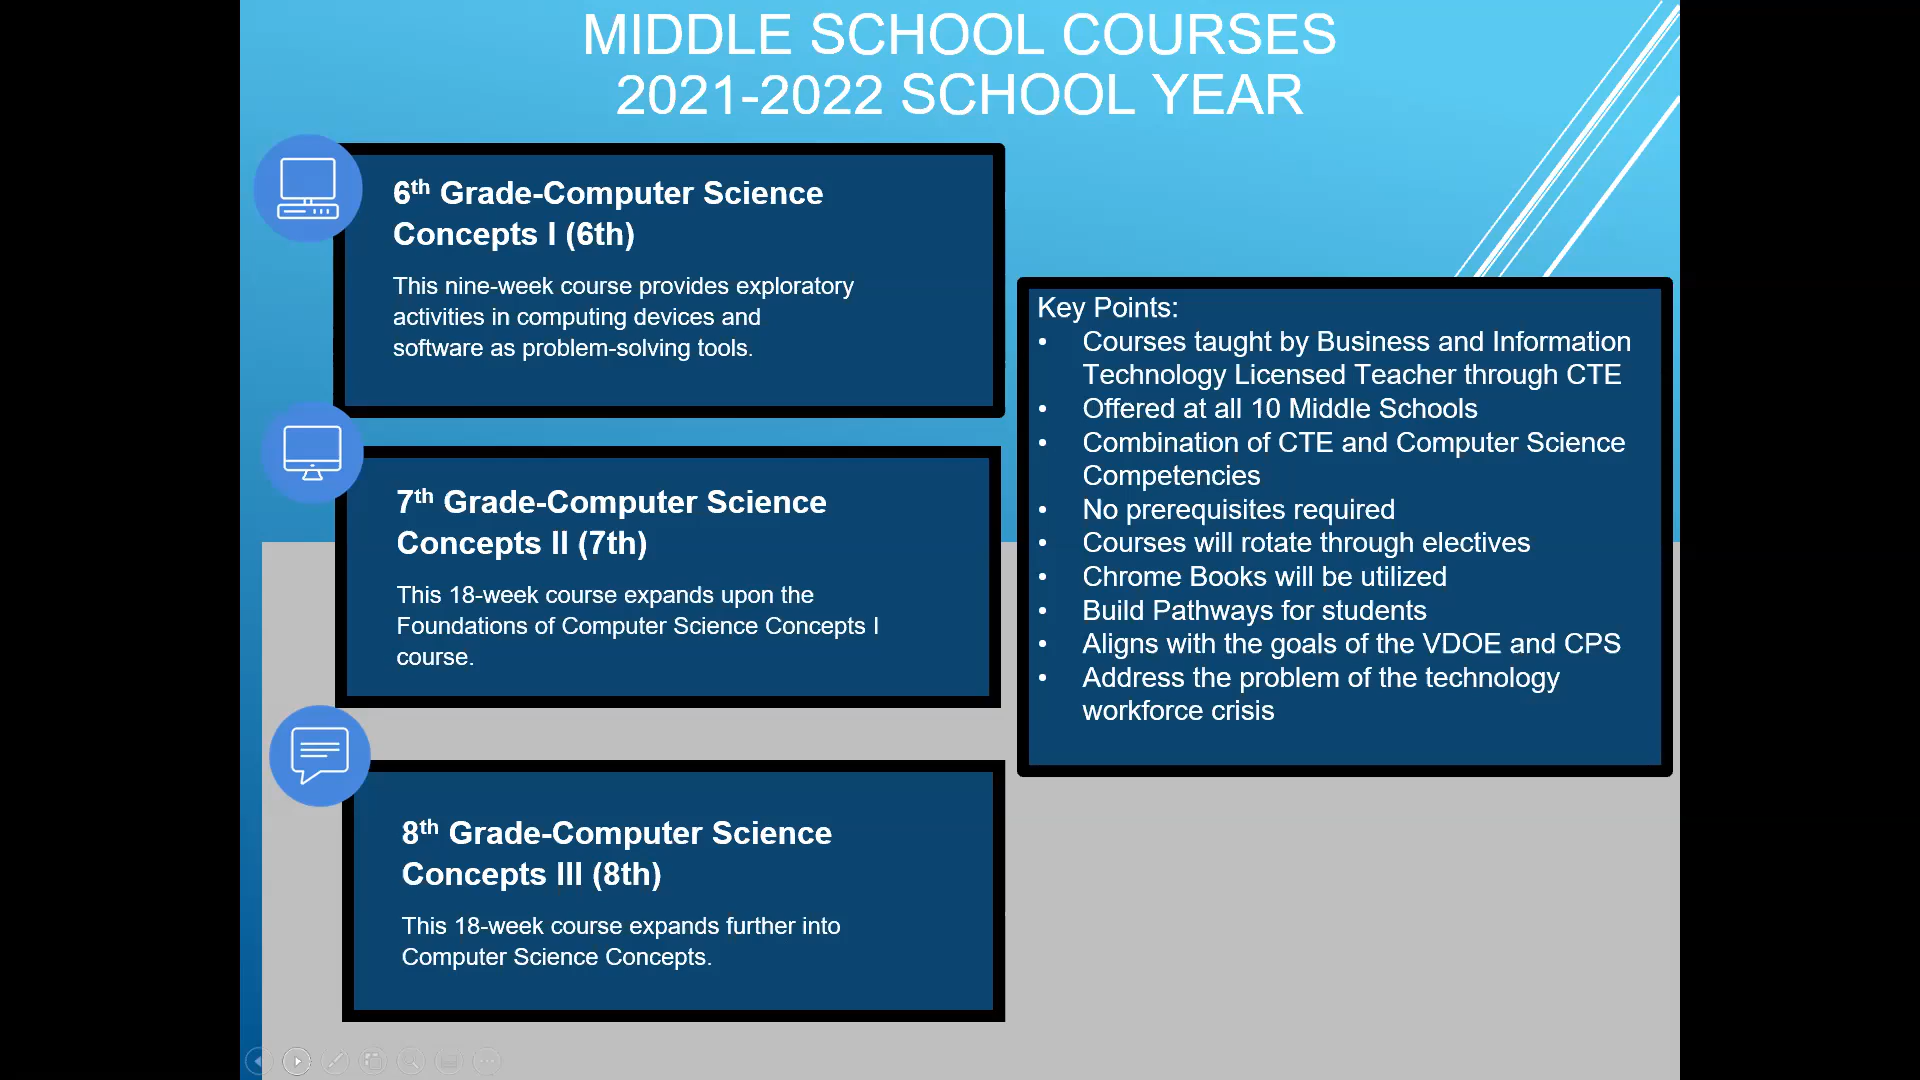 MIDDLE SCHOOL COURSES
2021-2022 SCHOOL YEAR
6th Grade-Computer Science
Concepts I (6th)
This nine-week course provides exploratory
activities in computing devices and
software as problem-solving tools.
7th Grade-Computer Science
Concepts II (7th)
This 18-week course expands upon the
Foundations of Computer Science Concepts I
course.
8th Grade-Computer Science
Concepts III (8th)
This 18-week course expands further into
Computer Science Concepts.
Key Points:
• Courses taught by Business and Information
Technology Licensed Teacher through CTE
• Offered at all 10 Middle Schools
• Combination of CTE and Computer Science
Competencies
• No prerequisites required
• Courses will rotate through electives
• Chrome Books will be utilized
• Build Pathways for students
• Aligns with the goals of the VDOE and CPS
• Address the problem of the technology
workforce crisis